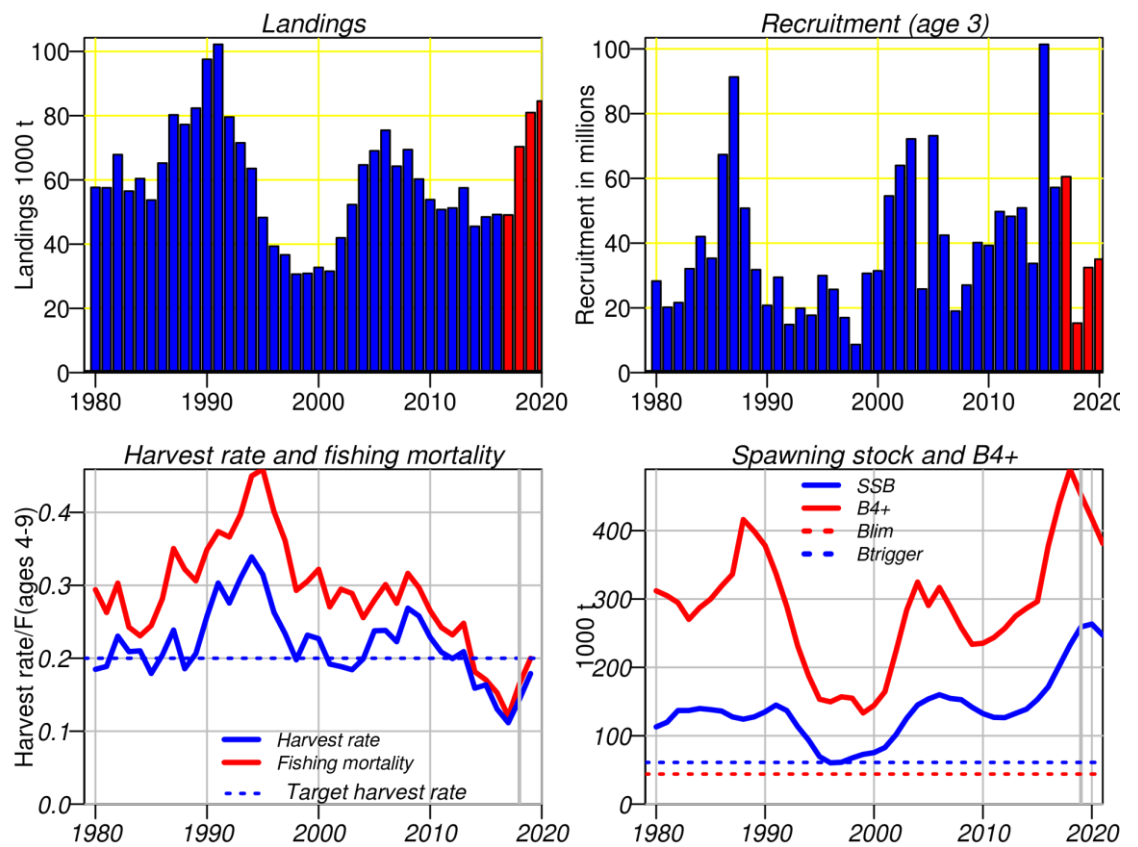 Landings
Landings 1000 t
100
80
60
40
20
0
1980 1990 2000 2010 2020
Recruitment (age 3)
Recruitment in millions
100
80
60
40
20
0
1980 1990 2000 2010 2020
Harvest rate and fishing mortality
Harvest rate/F(ages 4-9)
0.4
0.3
0.2
0.1
0.0
Harvest rate
Fishing mortality
Target harvest rate
1980 1990 2000 2010 2020
Spawning stock and B4+
1000 t
400
300
200
100
0
SSB
B4+
Blim
Btrigger
1980 1990 2000 2010 2020